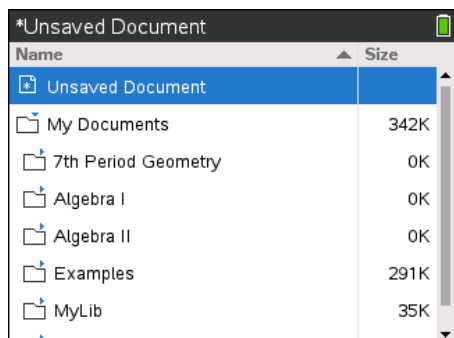 *Unsaved Document
Name Size
Unsaved Document
My Documents 342K
7th Period Geometry 0K
Algebra I 0K
Algebra II 0K
Examples 291K
MyLib 35K